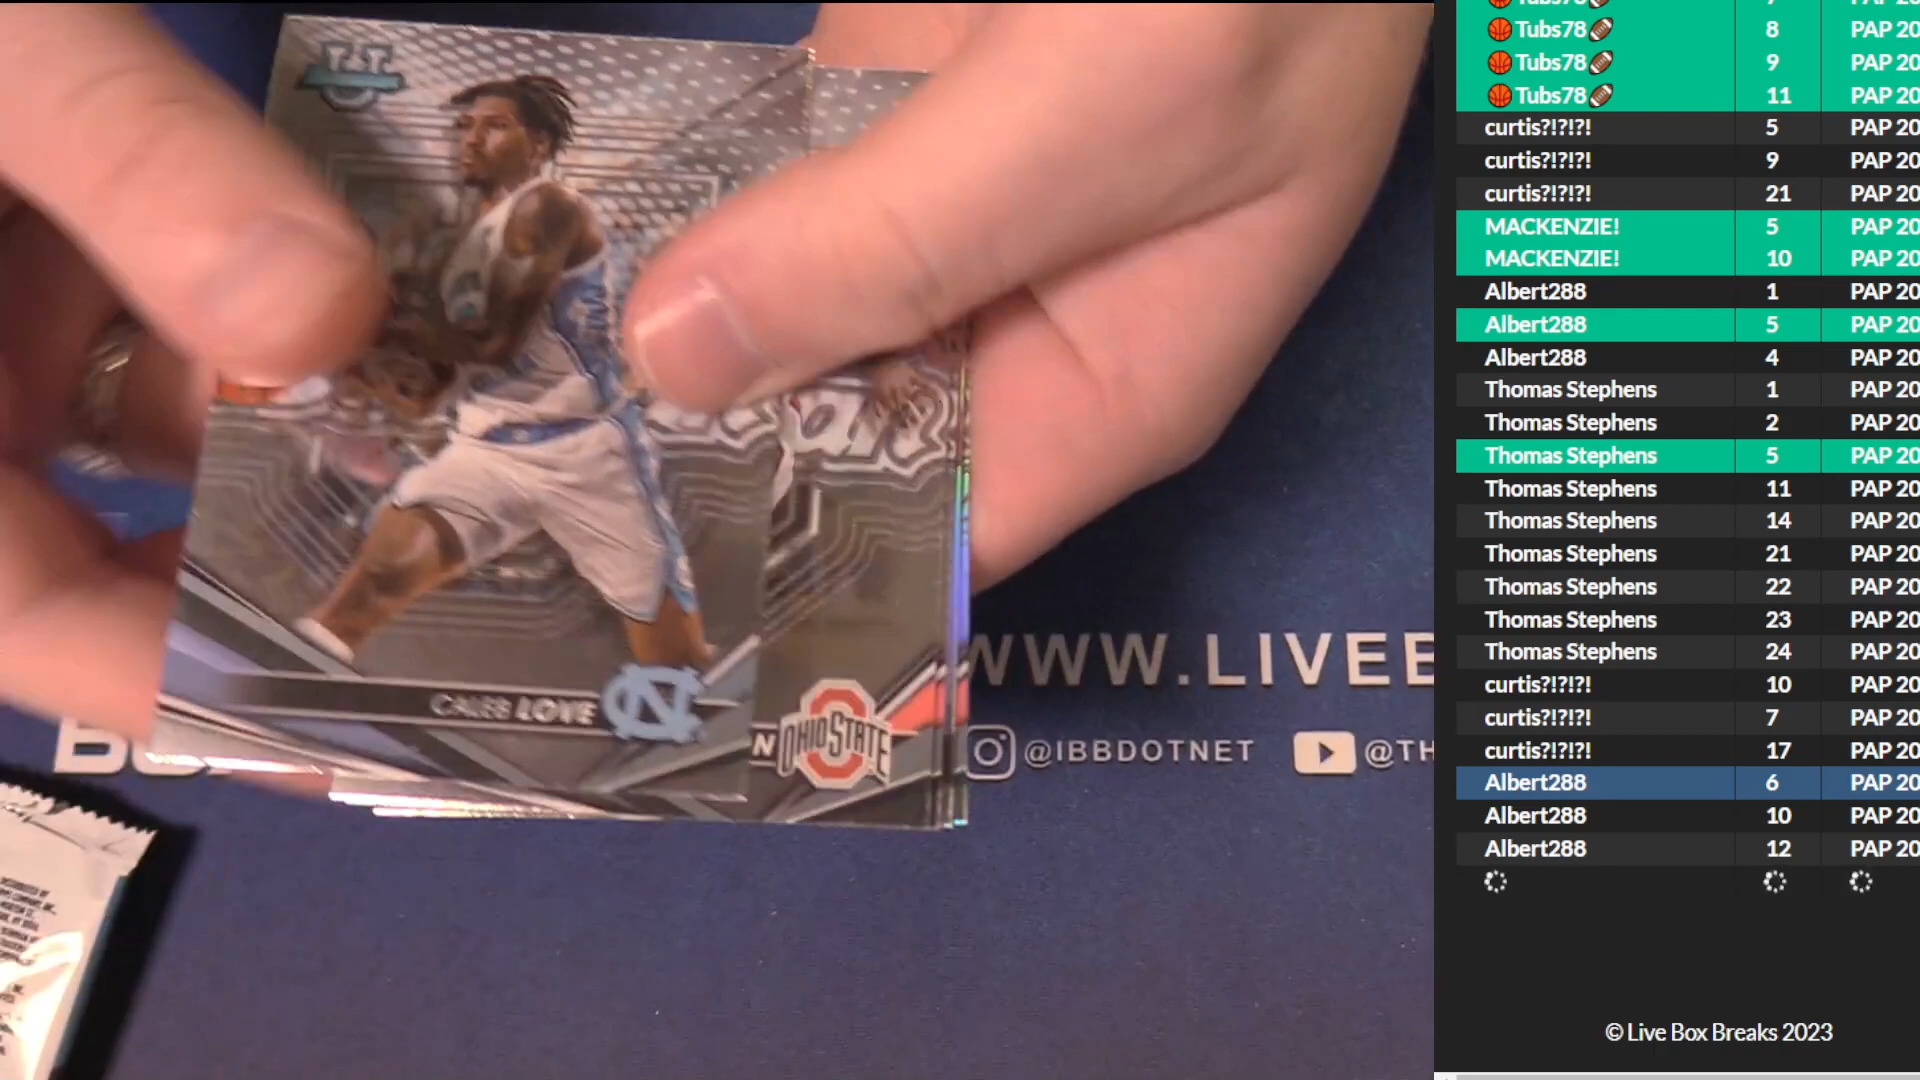 U
CALEB LOVE
NC
N OHIO STATE
WWW.LIVEB
@IBBDOTNET
@TH
Tubs78 7 PAP 20
Tubs78 8 PAP 20
Tubs78 9 PAP 20
Tubs78 11 PAP 20
curtis?!?!?! 5 PAP 20
curtis?!?!?! 9 PAP 20
curtis?!?!?! 21 PAP 20
MACKENZIE! 5 PAP 20
MACKENZIE! 10 PAP 20
Albert288 1 PAP 20
Albert288 5 PAP 20
Albert288 4 PAP 20
Thomas Stephens 1 PAP 20
Thomas Stephens 2 PAP 20
Thomas Stephens 5 PAP 20
Thomas Stephens 11 PAP 20
Thomas Stephens 14 PAP 20
Thomas Stephens 21 PAP 20
Thomas Stephens 22 PAP 20
Thomas Stephens 23 PAP 20
Thomas Stephens 24 PAP 20
curtis?!?!?! 10 PAP 20
curtis?!?!?! 7 PAP 20
curtis?!?!?! 17 PAP 20
Albert288 6 PAP 20
Albert288 10 PAP 20
Albert288 12 PAP 20
© Live Box Breaks 2023